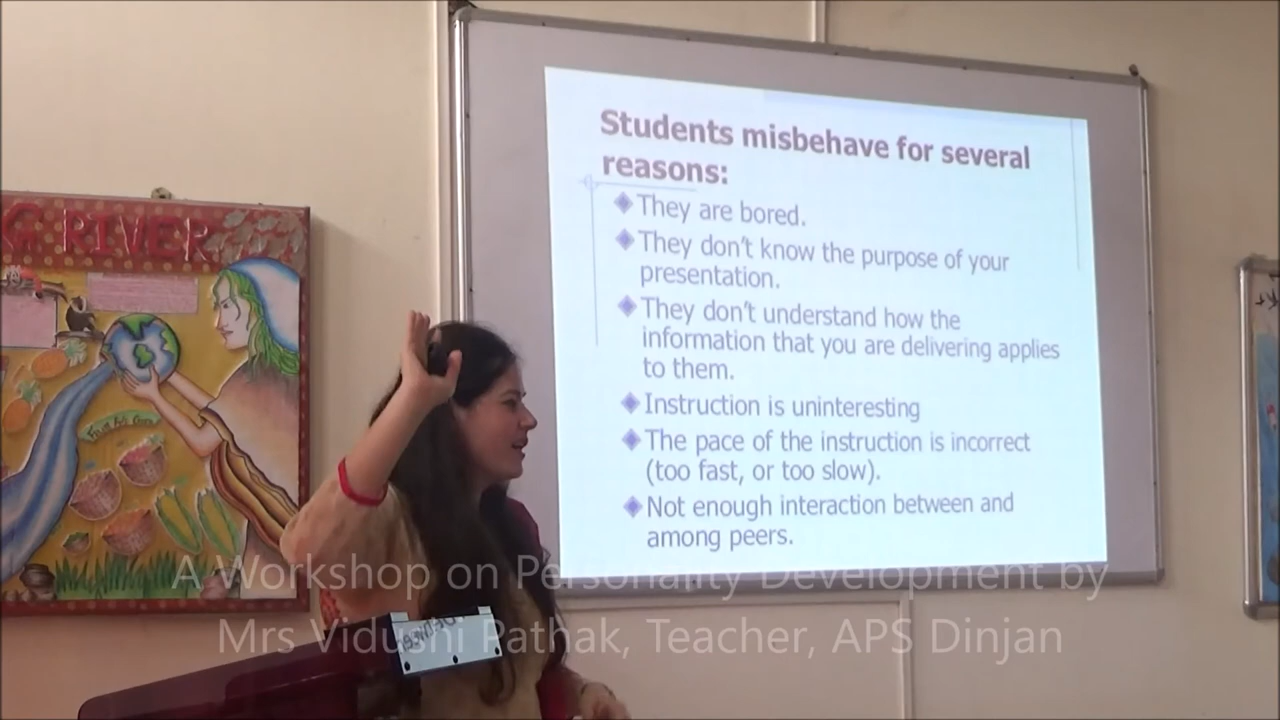 Students misbehave for several
reasons:
They are bored.
They don't know the purpose of your
presentation.
They don't understand how the
information that you are delivering applies
to them.
Instruction is uninteresting
The pace of the instruction is incorrect
(too fast, or too slow).
Not enough interaction between and
among peers.
G RIVER
A Workshop on Personality Development by
Mrs Vidushi Pathak, Teacher, APS Dinjan